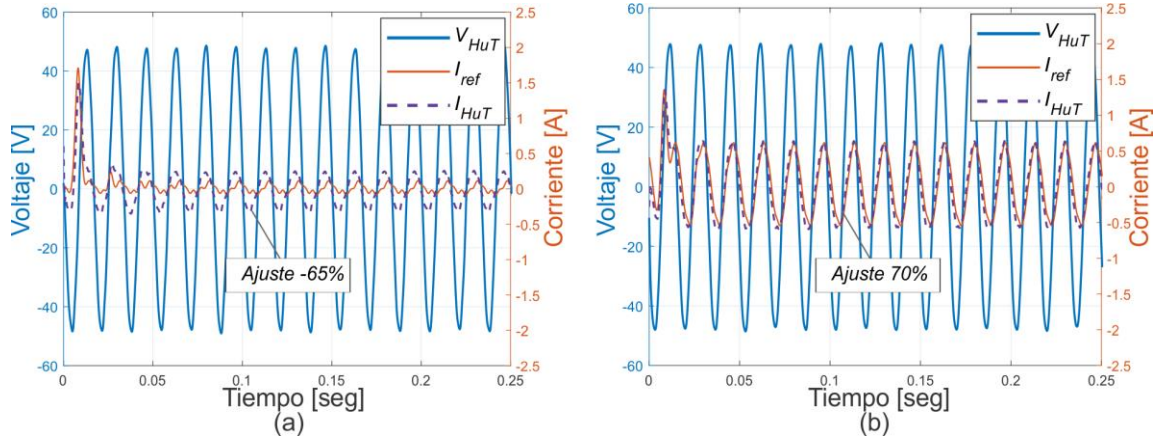 60
40
20
0
-20
-40
-60
Voltaje [V]
V_HuT
I_ref
I_HuT
Ajuste -65%
2.5
2
1.5
1
0.5
0
-0.5
-1
-1.5
-2
-2.5
Corriente [A]
0 0.05 0.1 0.15 0.2 0.25
Tiempo [seg]
(a)
60
40
20
0
-20
-40
-60
Voltaje [V]
V_HuT
I_ref
I_HuT
Ajuste 70%
2.5
2
1.5
1
0.5
0
-0.5
-1
-1.5
-2
-2.5
Corriente [A]
0 0.05 0.1 0.15 0.2 0.25
Tiempo [seg]
(b)